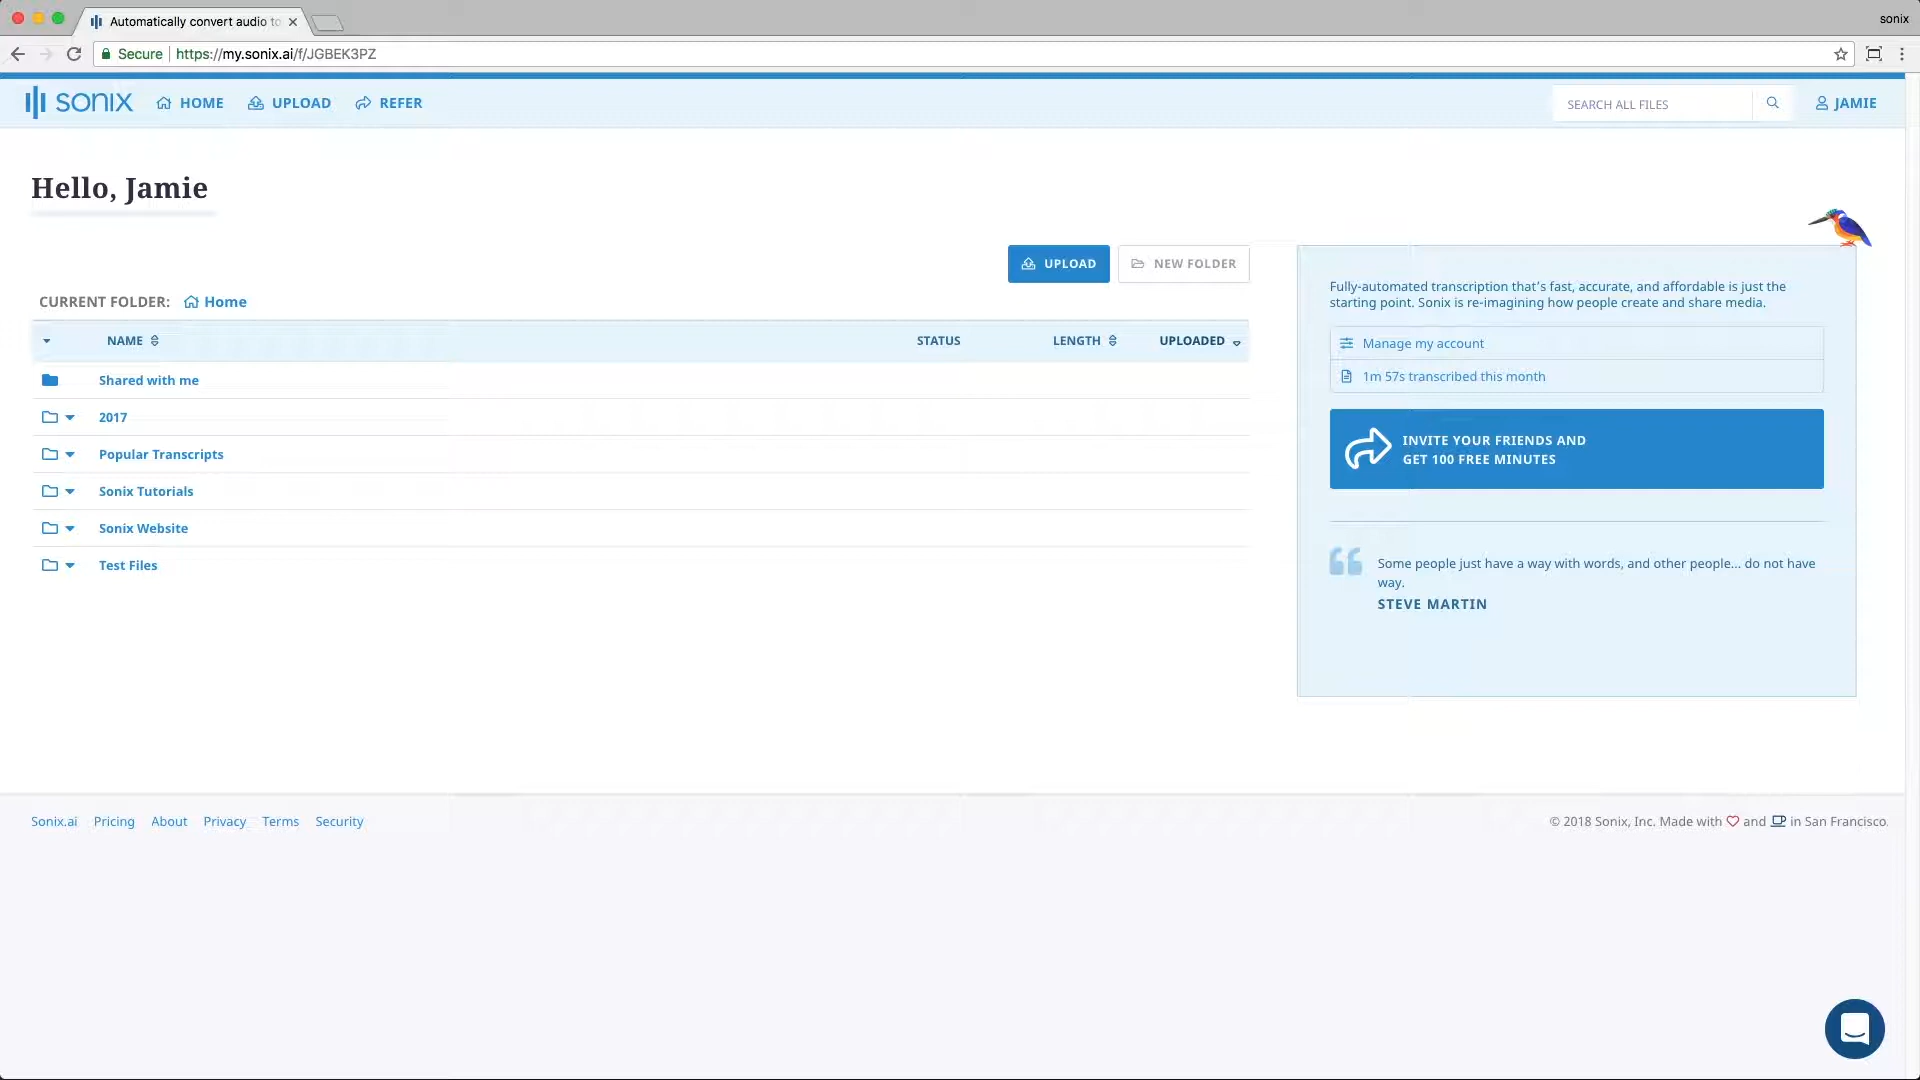 Automatically convert audio to
sonix
Secure https://my.sonix.ai/f/JGBEK3PZ
sonix HOME UPLOAD REFER SEARCH ALL FILES JAMIE
Hello, Jamie
UPLOAD NEW FOLDER
CURRENT FOLDER: Home
NAME STATUS LENGTH UPLOADED
Shared with me
2017
Popular Transcripts
Sonix Tutorials
Sonix Website
Test Files
Fully-automated transcription that's fast, accurate, and affordable is just the
starting point. Sonix is re-imagining how people create and share media.
Manage my account
1m 57s transcribed this month
INVITE YOUR FRIENDS AND
GET 100 FREE MINUTES
Some people just have a way with words, and other people... do not have
way.
STEVE MARTIN
Sonix.ai Pricing About Privacy Terms Security
© 2018 Sonix, Inc. Made with and in San Francisco.